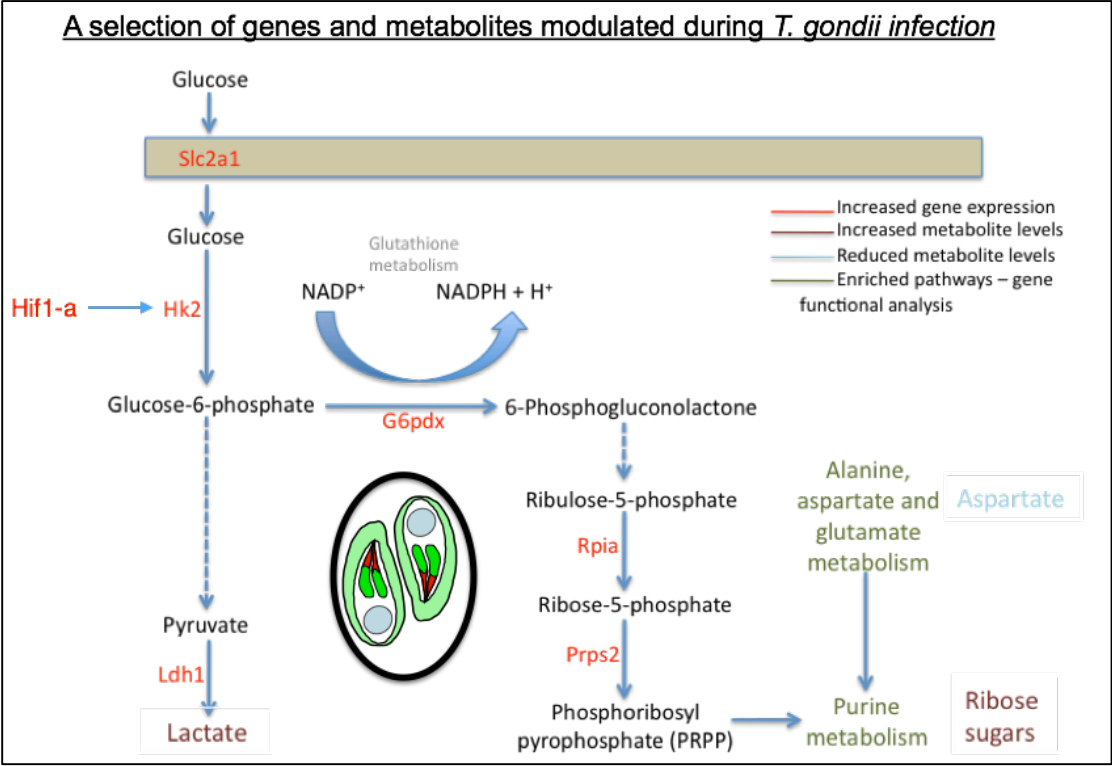 A selection of genes and metabolites modulated during T. gondii infection
Glucose
Slc2a1
Glucose
Hif1-a
Hk2
Glutathione
metabolism
NADP⁺
NADPH + H⁺
Increased gene expression
Increased metabolite levels
Reduced metabolite levels
Enriched pathways – gene
functional analysis
Glucose-6-phosphate
G6pdx
6-Phosphogluconolactone
Ribulose-5-phosphate
Rpia
Ribose-5-phosphate
Prps2
Phosphoribosyl
pyrophosphate (PRPP)
Alanine,
aspartate and
glutamate
metabolism
Aspartate
Purine
metabolism
Ribose
sugars
Pyruvate
Ldh1
Lactate